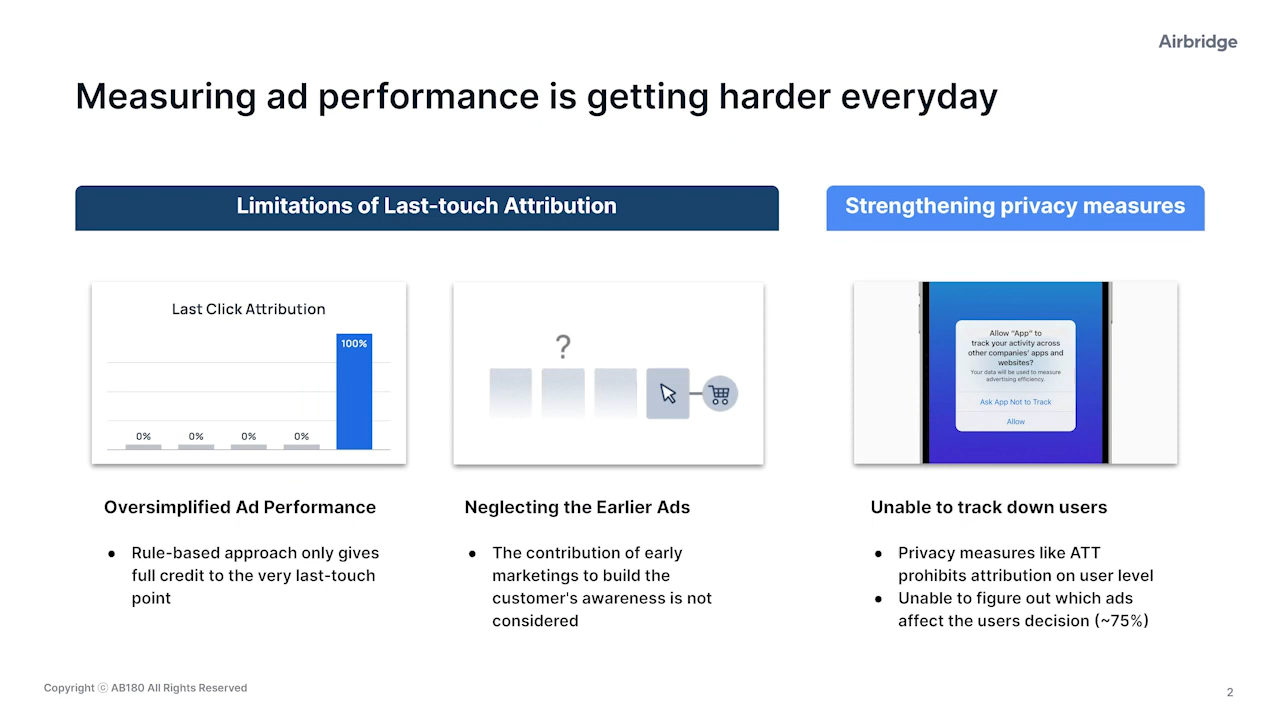 Airbridge
Measuring ad performance is getting harder everyday
Limitations of Last-touch Attribution
Strengthening privacy measures
Last Click Attribution
100%
0%
0%
0%
0%
?
Allow “App” to
track your activity across
other companies’ apps and
websites?
Your data will be used to measure
advertising efficiency.
Ask App Not to Track
Allow
Oversimplified Ad Performance
● Rule-based approach only gives
full credit to the very last-touch
point
Neglecting the Earlier Ads
● The contribution of early
marketings to build the
customer's awareness is not
considered
Unable to track down users
● Privacy measures like ATT
prohibits attribution on user level
● Unable to figure out which ads
affect the users decision (~75%)
Copyright ⓒ AB180 All Rights Reserved
2